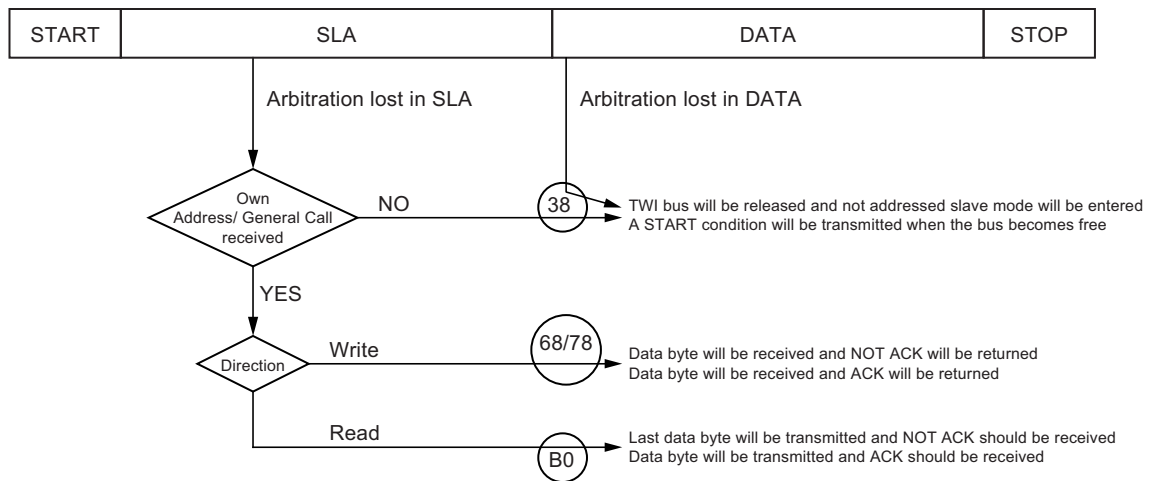 START SLA DATA STOP
Arbitration lost in SLA Arbitration lost in DATA
Own
Address/ General Call
received
NO
38
TWI bus will be released and not addressed slave mode will be entered
A START condition will be transmitted when the bus becomes free
YES
Direction
Write
68/78
Data byte will be received and NOT ACK will be returned
Data byte will be received and ACK will be returned
Read
B0
Last data byte will be transmitted and NOT ACK should be received
Data byte will be transmitted and ACK should be received